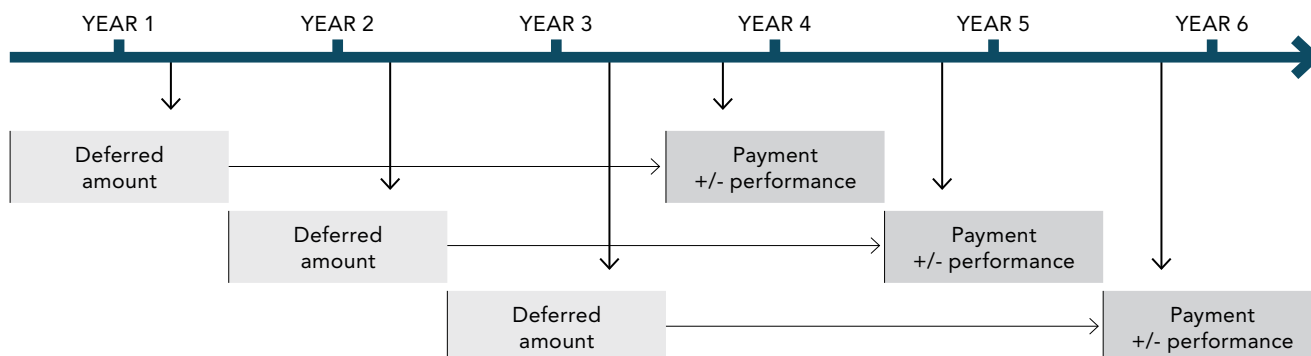 YEAR 1 YEAR 2 YEAR 3 YEAR 4 YEAR 5 YEAR 6
Deferred
amount
Payment
+/- performance
Deferred
amount
Payment
+/- performance
Deferred
amount
Payment
+/- performance